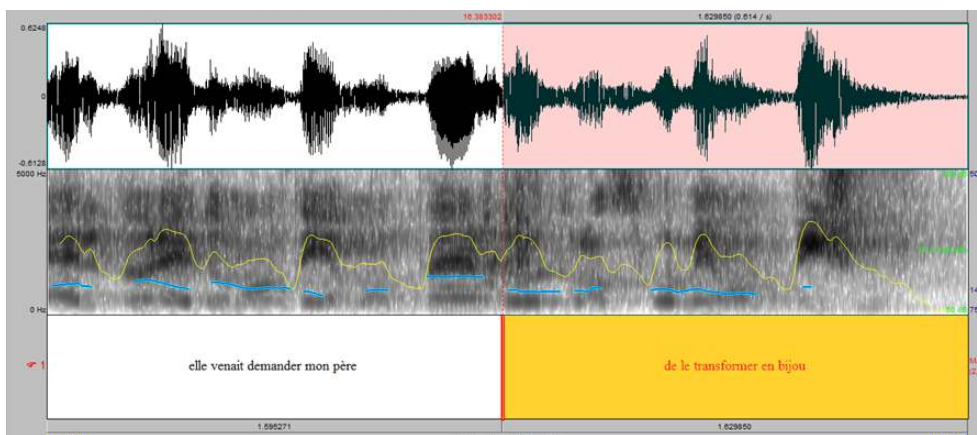 16.383302 1.629850 (0.614 / s)
0.6248
0
-0.6128
5000 Hz
0 Hz
1
elle venait demander mon père de le transformer en bijou
1.595271 1.629850